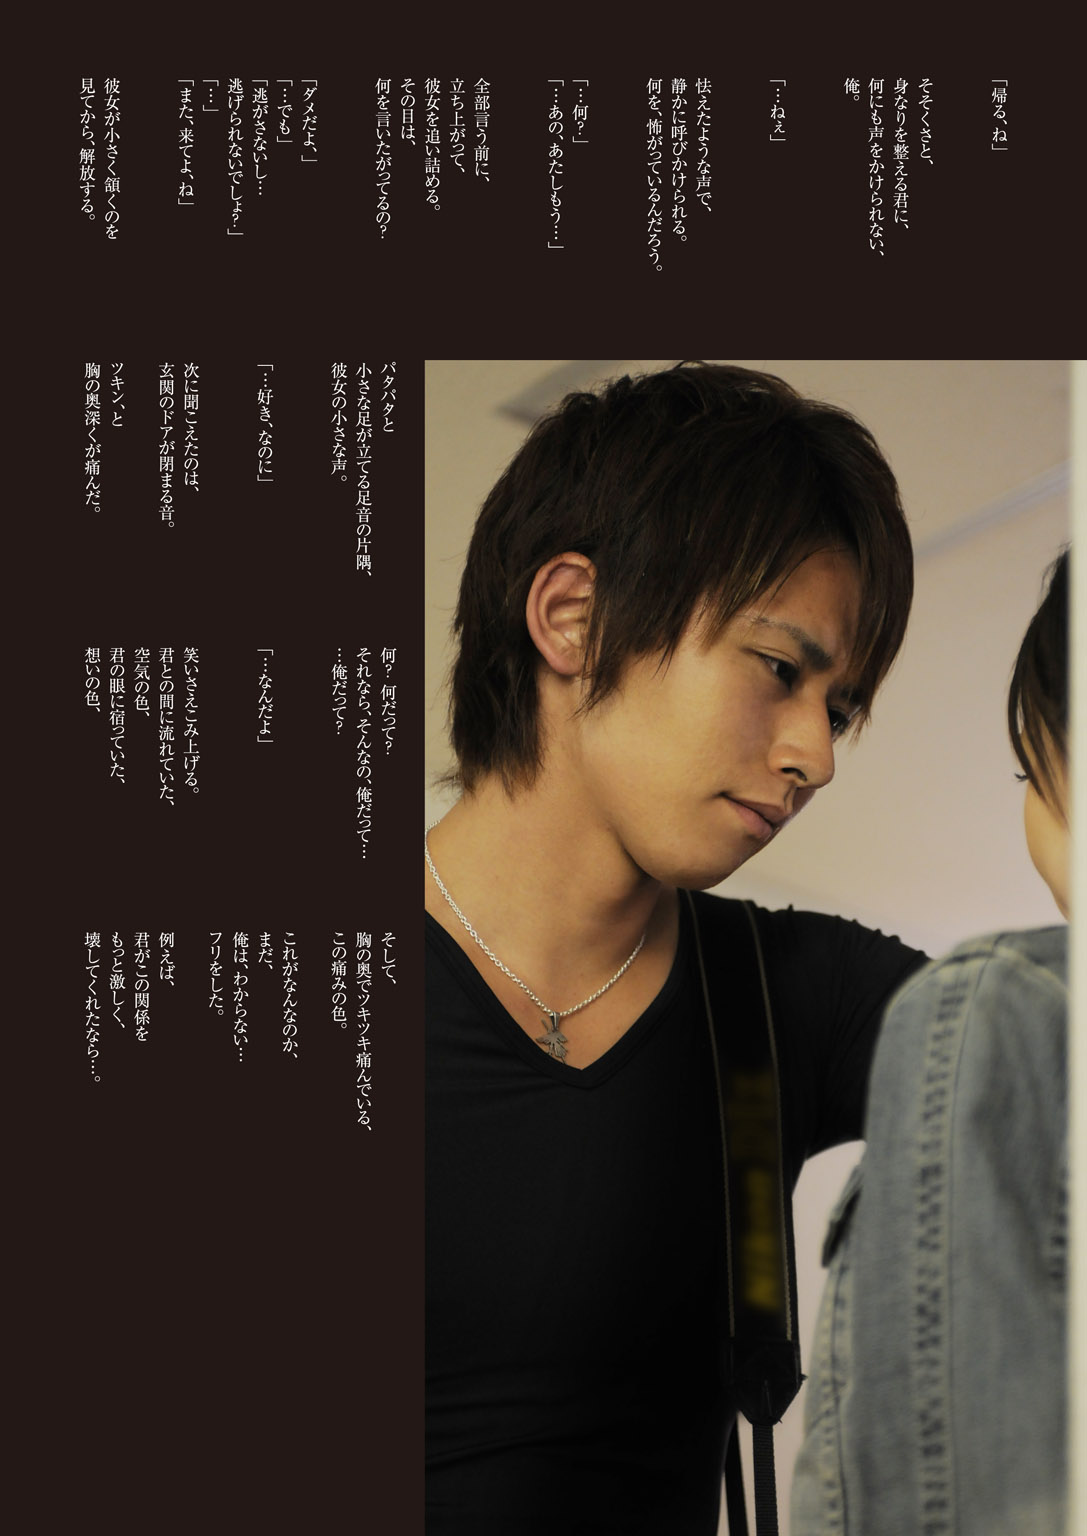 「帰る、ね」
そそくさと、
身なりを整える君に、
何にも声をかけられない、
俺。
「…ねぇ」
怯えたような声で、
静かに呼びかけられる。
何を、怖がっているんだろう。
「…何?」
「…あの、あたしもう…」
全部言う前に、
立ち上がって、
彼女を追い詰める。
その目は、
何を言いたがってるの?
「ダメだよ、」
「…でも」
「逃がさないし…
逃げられないでしょ?」
「…」
「また、来てよ、ね」
彼女が小さく頷くのを
見てから、解放する。
パタパタと
小さな足が立てる足音の片隅、
彼女の小さな声。
「…好き、なのに」
次に聞こえたのは、
玄関のドアが閉まる音。
ツキン、と
胸の奥深くが痛んだ。
何? 何だって?
それなら、そんなの、俺だって…
…俺だって?
「…なんだよ」
笑いさえこみ上げる。
君との間に流れていた、
空気の色、
君の眼に宿っていた、
想いの色、
そして、
胸の奥でツキツキ痛んでいる、
この痛みの色。
これがなんなのか、
まだ、
俺は、わからない…
フリをした。
例えば、
君がこの関係を
もっと激しく、
壊してくれたなら…。